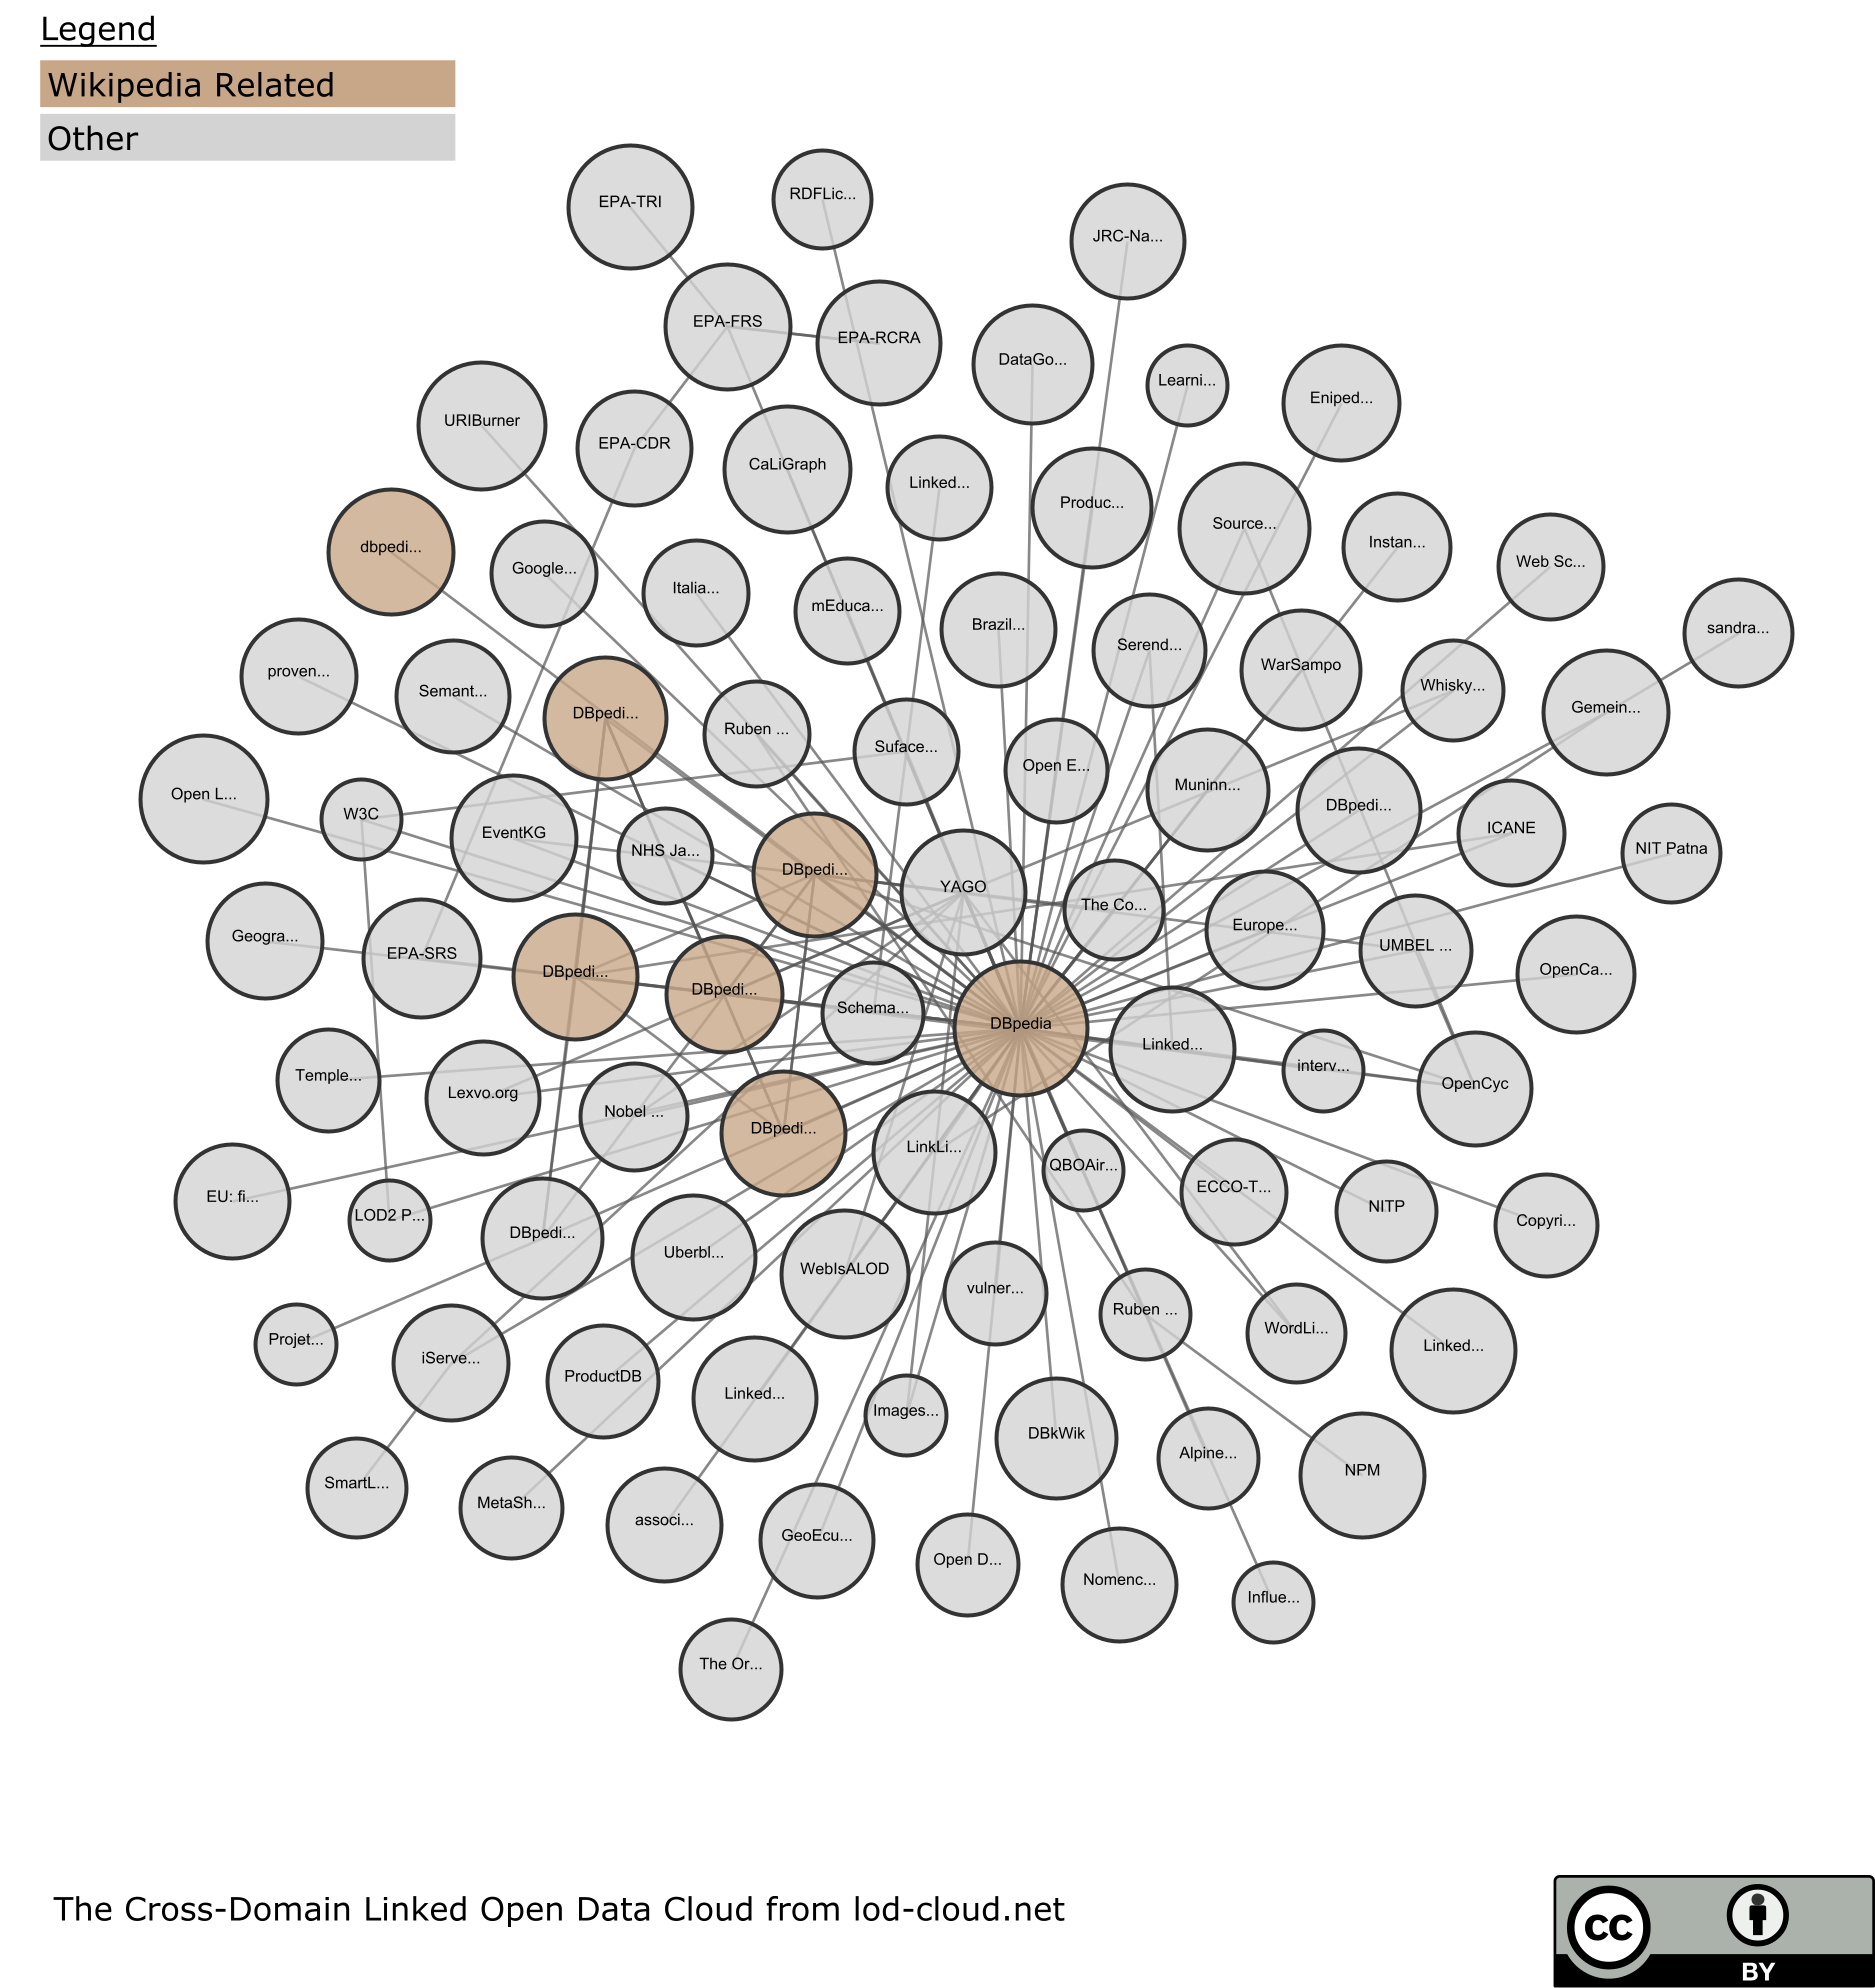 Legend
Wikipedia Related
Other
EPA-TRI
RDFLic...
JRC-Na...
EPA-FRS
EPA-RCRA
DataGo...
Learni...
Eniped...
URIBurner
EPA-CDR
CaLiGraph
Linked...
Produc...
Source...
Instan...
Web Sc...
dbpedi...
Google...
Italia...
mEduca...
Brazil...
Serend...
WarSampo
Whisky...
sandra...
proven...
Semant...
DBpedi...
Ruben ...
Suface...
Open E...
Muninn...
DBpedi...
Gemein...
Open L...
W3C
EventKG
NHS Ja...
DBpedi...
YAGO
The Co...
Europe...
ICANE
NIT Patna
Geogra...
EPA-SRS
DBpedi...
DBpedi...
Schema...
DBpedia
Linked...
UMBEL ...
OpenCa...
Temple...
Lexvo.org
Nobel ...
DBpedi...
LinkLi...
QBOAir...
interv...
OpenCyc
EU: fi...
LOD2 P...
DBpedi...
Uberbl...
WebIsALOD
vulner...
Ruben ...
ECCO-T...
NITP
Copyri...
Projet...
iServe...
ProductDB
Linked...
Images...
DBkWik
Alpine...
WordLi...
Linked...
SmartL...
MetaSh...
associ...
GeoEcu...
Open D...
Nomenc...
Influe...
NPM
The Or...
The Cross-Domain Linked Open Data Cloud from lod-cloud.net
cc
BY